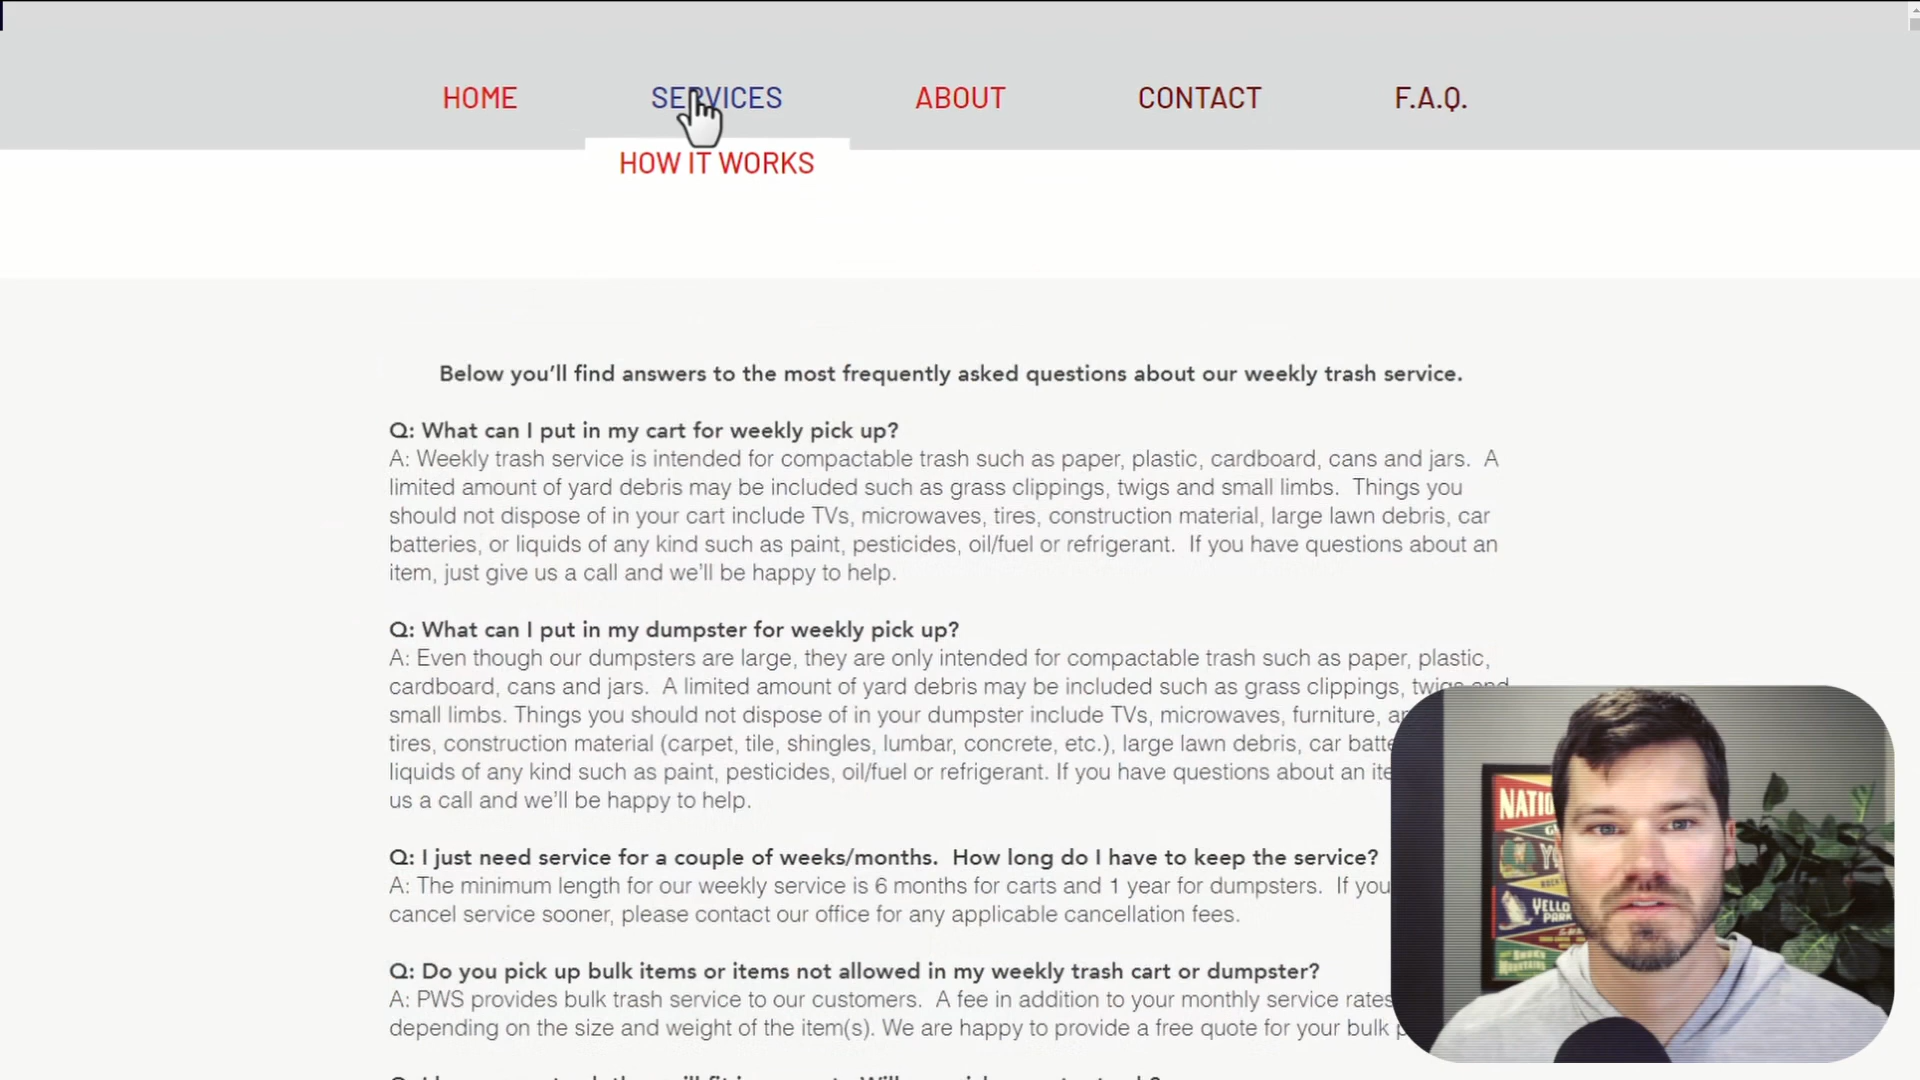 HOME SERVICES ABOUT CONTACT F.A.Q.
HOW IT WORKS
Below you'll find answers to the most frequently asked questions about our weekly trash service.
Q: What can I put in my cart for weekly pick up?
A: Weekly trash service is intended for compactable trash such as paper, plastic, cardboard, cans and jars. A
limited amount of yard debris may be included such as grass clippings, twigs and small limbs. Things you
should not dispose of in your cart include TVs, microwaves, tires, construction material, large lawn debris, car
batteries, or liquids of any kind such as paint, pesticides, oil/fuel or refrigerant. If you have questions about an
item, just give us a call and we'll be happy to help.
Q: What can I put in my dumpster for weekly pick up?
A: Even though our dumpsters are large, they are only intended for compactable trash such as paper, plastic,
cardboard, cans and jars. A limited amount of yard debris may be included such as grass clippings, twigs and
small limbs. Things you should not dispose of in your dumpster include TVs, microwaves, furniture,
tires, construction material (carpet, tile, shingles, lumbar, concrete, etc.), large lawn debris, car
liquids of any kind such as paint, pesticides, oil/fuel or refrigerant. If you have questions about an
us a call and we'll be happy to help.
Q: I just need service for a couple of weeks/months. How long do I have to keep the service?
A: The minimum length for our weekly service is 6 months for carts and 1 year for dumpsters. If you
cancel service sooner, please contact our office for any applicable cancellation fees.
Q: Do you pick up bulk items or items not allowed in my weekly trash cart or dumpster?
A: PWS provides bulk trash service to our customers. A fee in addition to your monthly service rates
depending on the size and weight of the item(s). We are happy to provide a free quote for your bulk
NATIO
YELLO
PARK